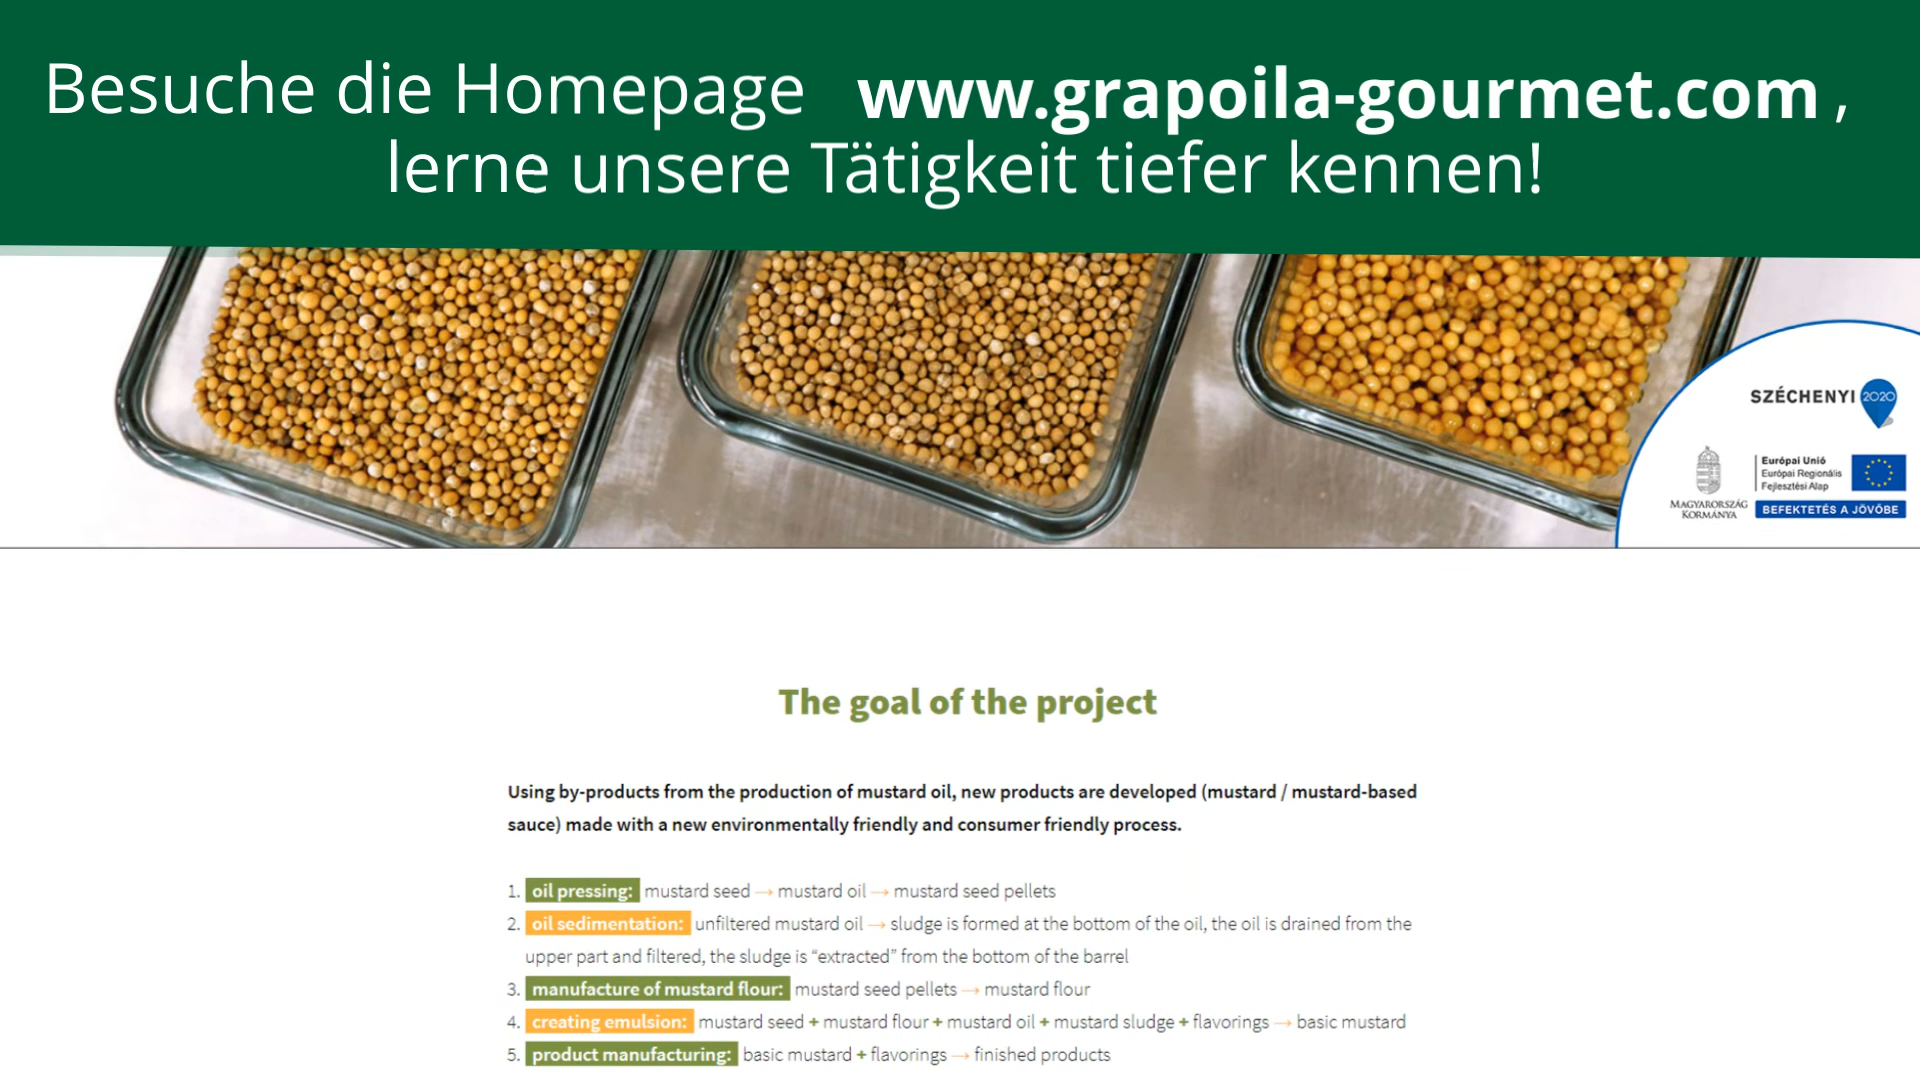 Besuche die Homepage www.grapoila-gourmet.com ,
lerne unsere Tätigkeit tiefer kennen!
SZÉCHENYI 2020
MAGYARORSZÁG
KORMÁNYA
Európai Unió
Európai Regionális
Fejlesztési Alap
BEFEKTETÉS A JÖVŐBE
The goal of the project
Using by-products from the production of mustard oil, new products are developed (mustard / mustard-based
sauce) made with a new environmentally friendly and consumer friendly process.
1. oil pressing: mustard seed → mustard oil → mustard seed pellets
2. oil sedimentation: unfiltered mustard oil → sludge is formed at the bottom of the oil, the oil is drained from the
upper part and filtered, the sludge is “extracted” from the bottom of the barrel
3. manufacture of mustard flour: mustard seed pellets → mustard flour
4. creating emulsion: mustard seed + mustard flour + mustard oil + mustard sludge + flavorings → basic mustard
5. product manufacturing: basic mustard + flavorings → finished products